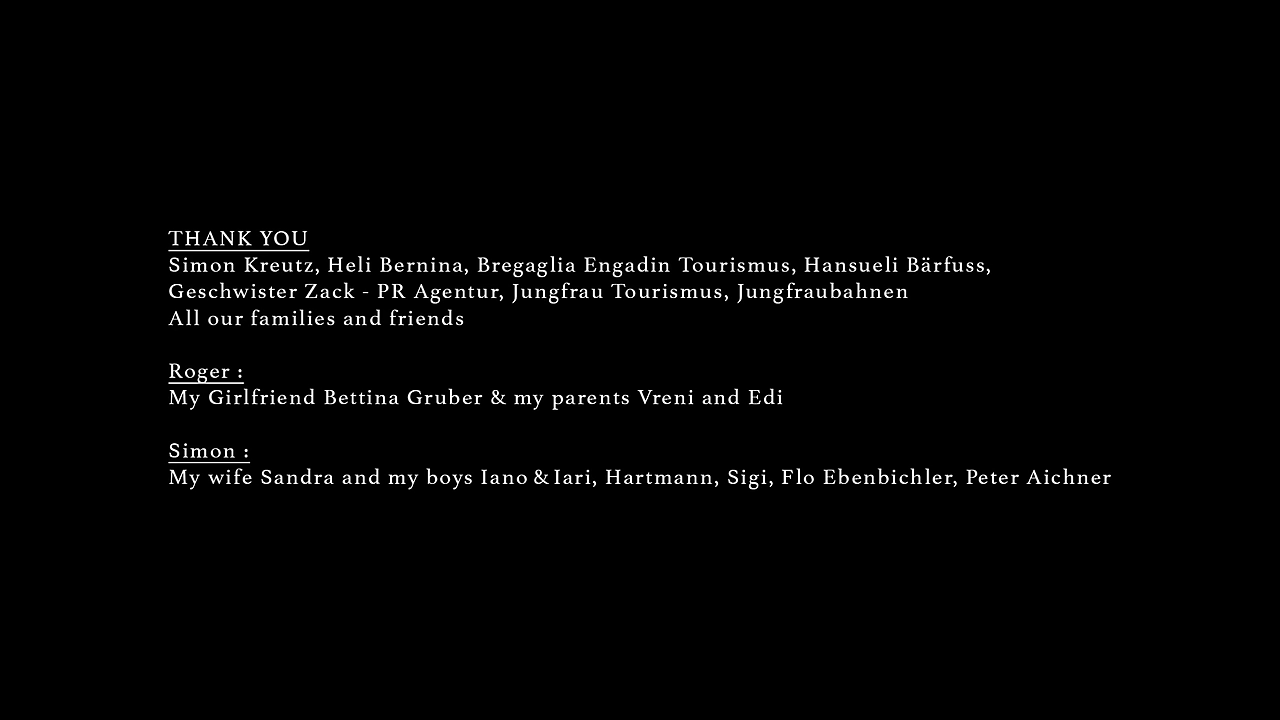 THANK YOU
Simon Kreutz, Heli Bernina, Bregaglia Engadin Tourismus, Hansueli Bärfuss,
Geschwister Zack - PR Agentur, Jungfrau Tourismus, Jungfraubahnen
All our families and friends
Roger :
My Girlfriend Bettina Gruber & my parents Vreni and Edi
Simon :
My wife Sandra and my boys Iano & Iari, Hartmann, Sigi, Flo Ebenbichler, Peter Aichner